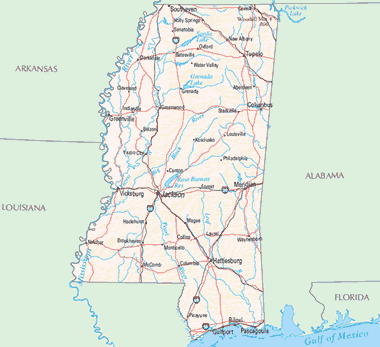 Southaven
Holly Springs
Pickwick
Lake
Senatobia
New Albany
Oxford
Sardis
Lake
Batesville
Tupelo
Clarksdale
Water Valley
ARKANSAS
Grenada
Lake
Grenada
Aberdeen
Cleveland
Columbus
Greenwood
Starkville
Indianola
Greenville
Louisville
Belzoni
Kosciusko
Yazoo City
Philadelphia
Canton
Ross Barnett
Res
ALABAMA
Meridian
Forest
Vicksburg
Jackson
LOUISIANA
Hazlehurst
Magee
Laurel
Collins
Waynesboro
Natchez
Brookhaven
Monticello
Columbia
McComb
Hattiesburg
FLORIDA
Picayune
Biloxi
Gulfport
Pascagoula
Gulf of Mexico